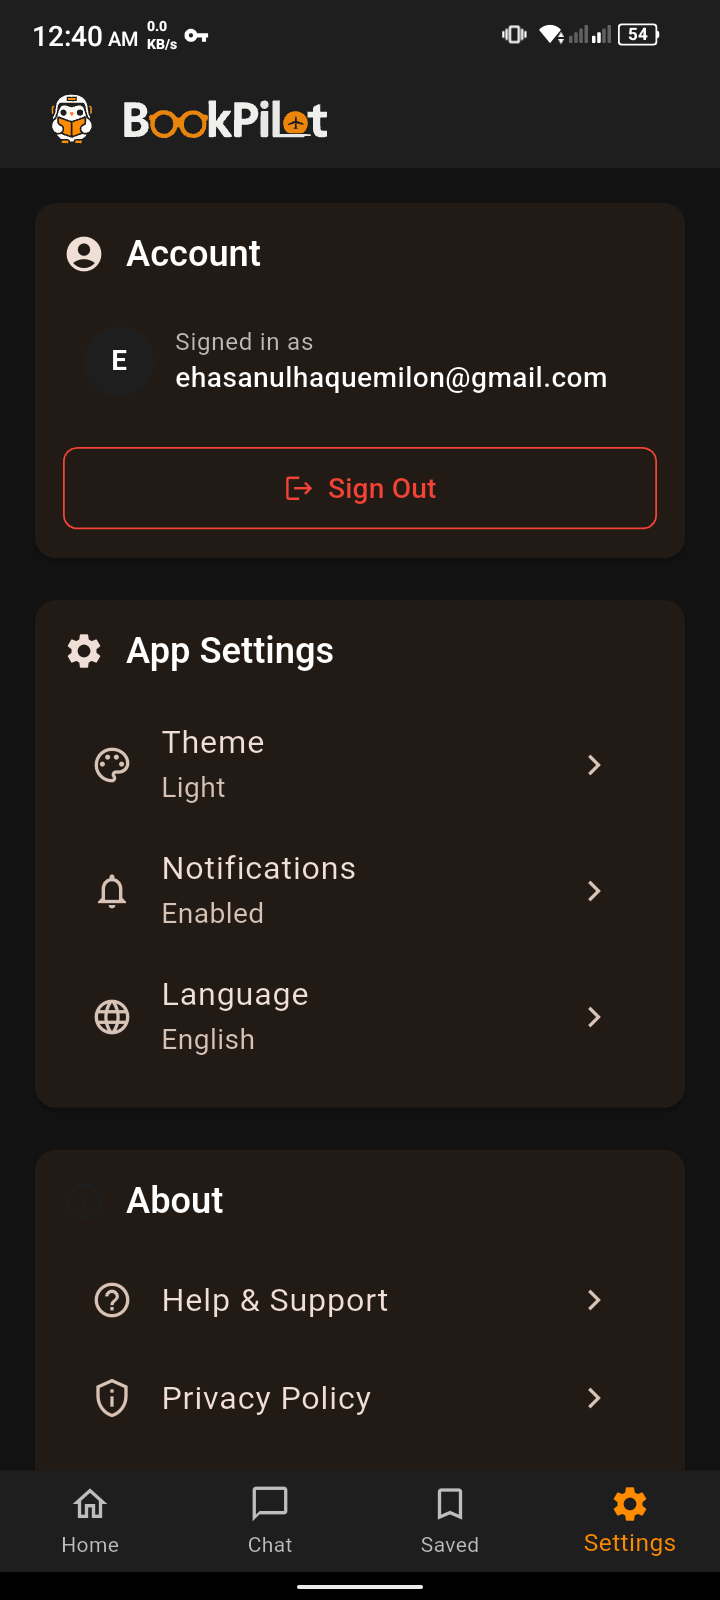 12:40 AM 0.0 KB/s 54
BookPilot
Account
E
Signed in as
ehasanulhaquemilon@gmail.com
Sign Out
App Settings
Theme
Light
Notifications
Enabled
Language
English
About
Help & Support
Privacy Policy
Home Chat Saved Settings